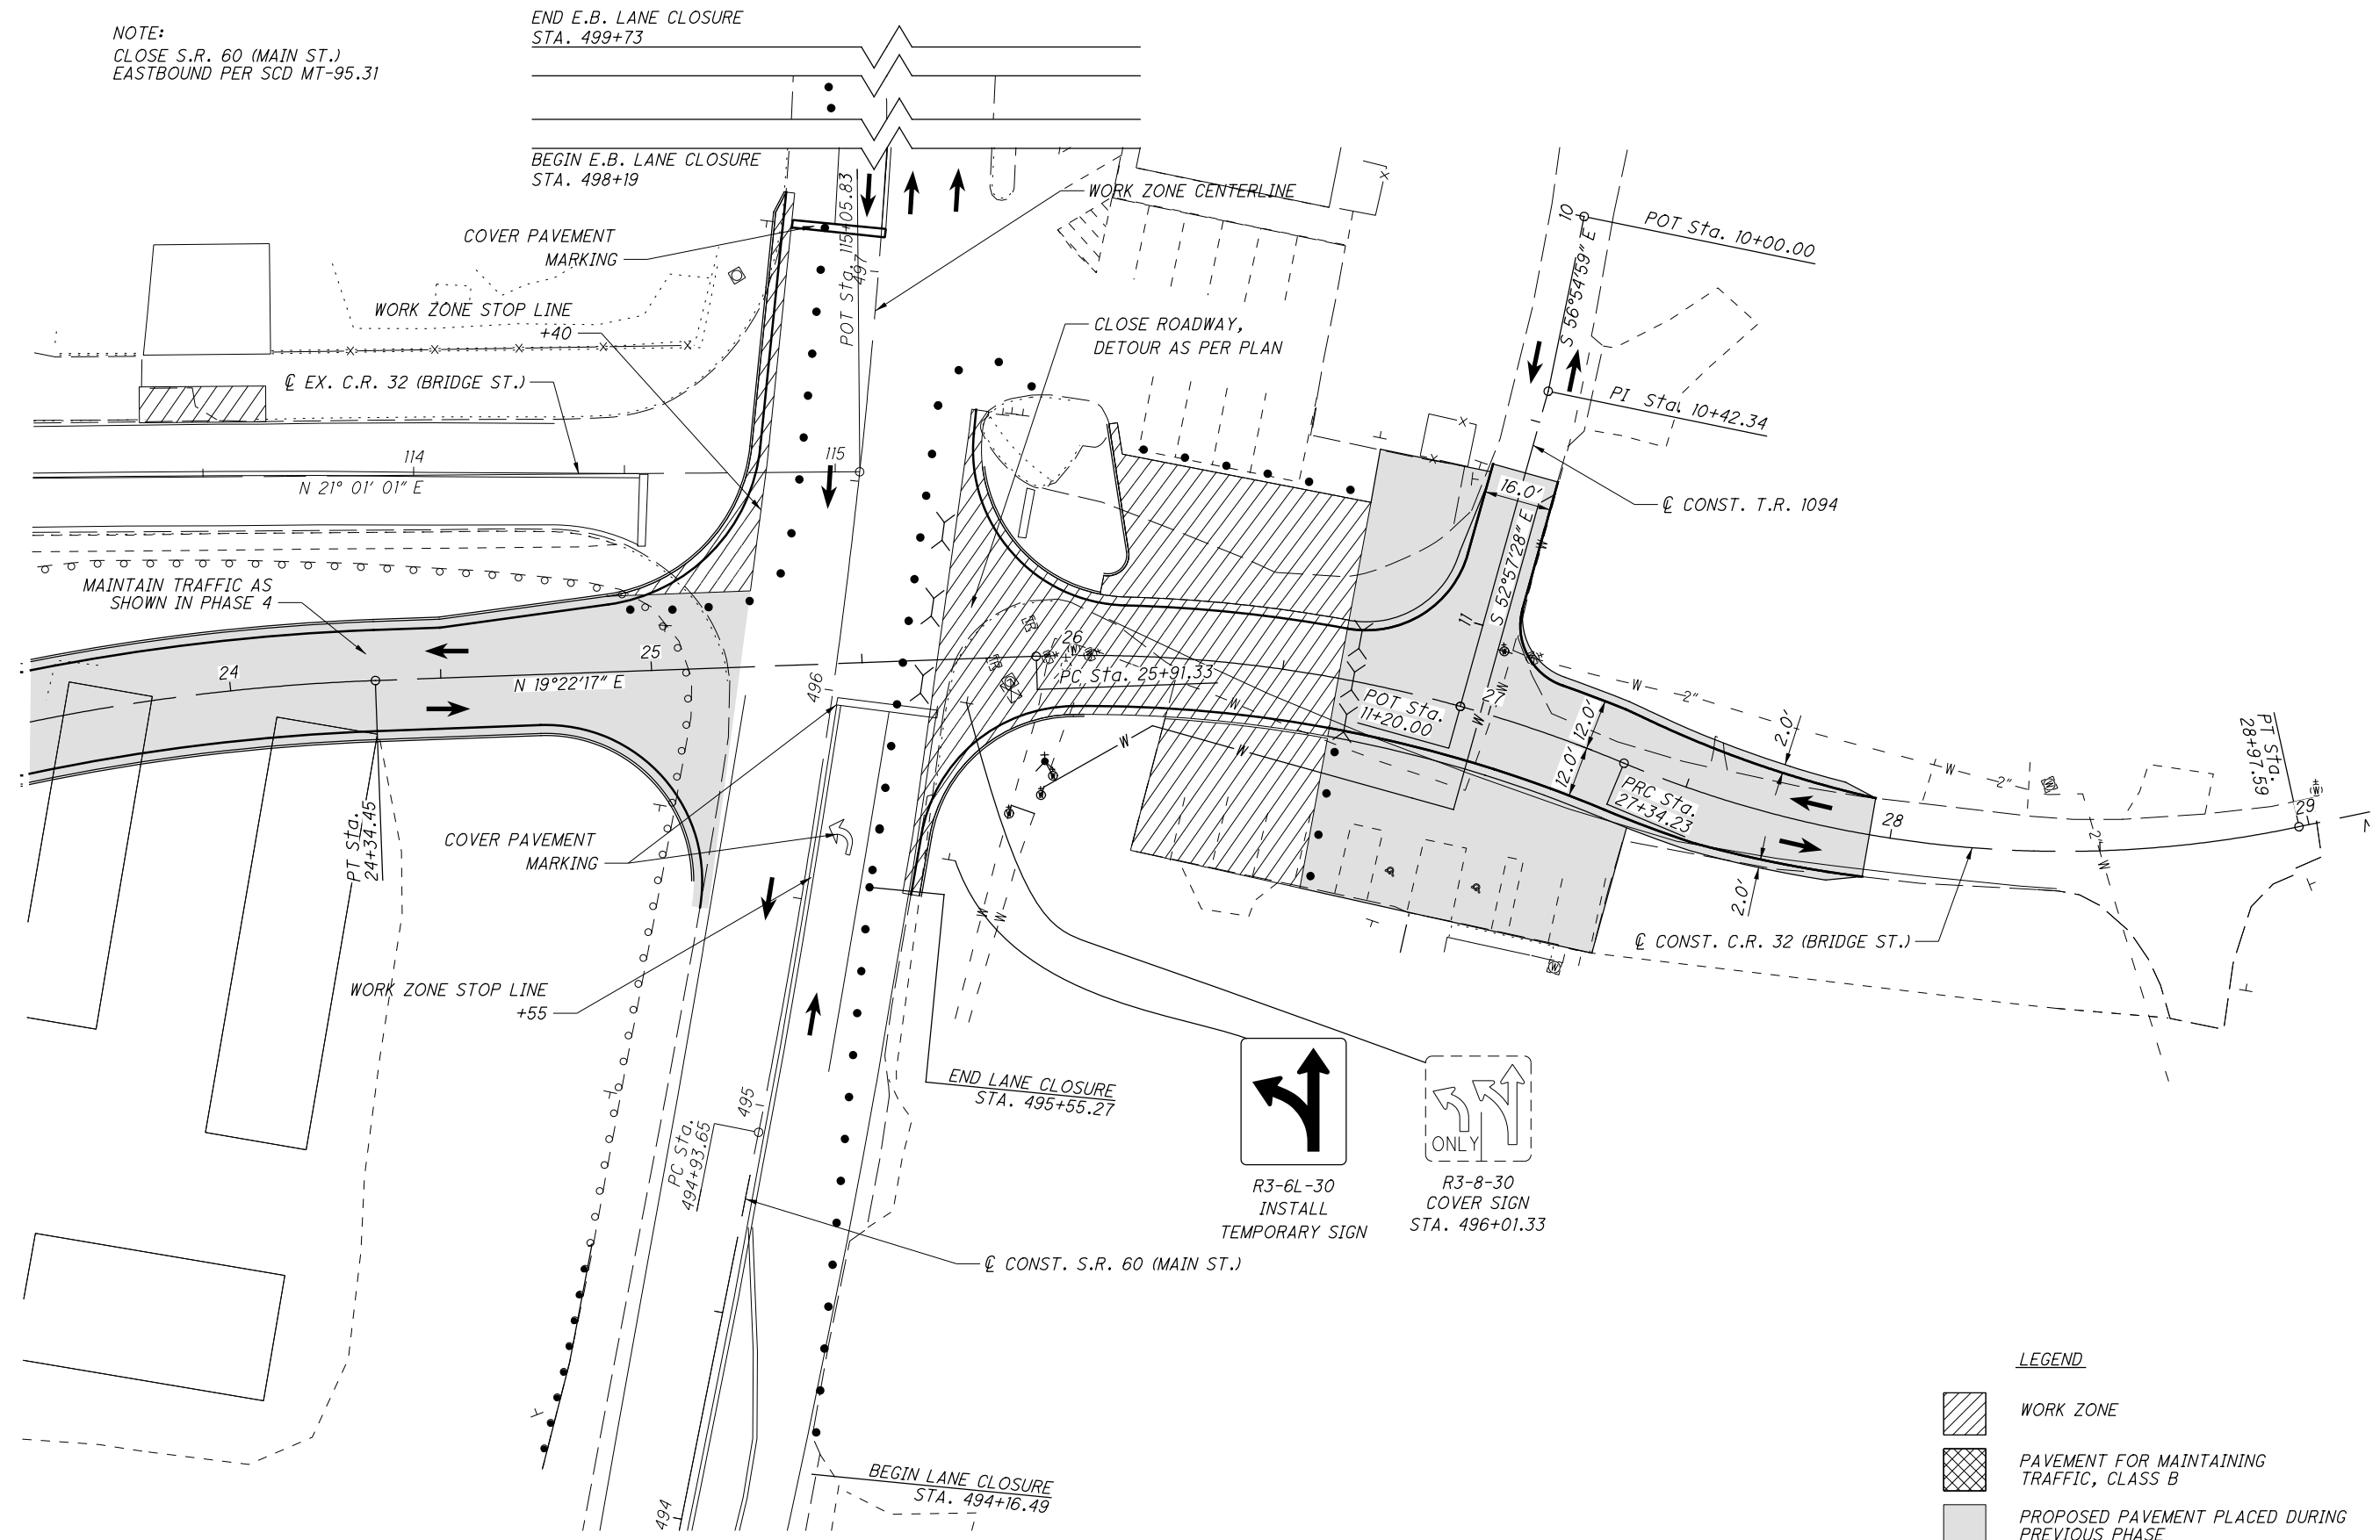 NOTE:
CLOSE S.R. 60 (MAIN ST.)
EASTBOUND PER SCD MT-95.31
END E.B. LANE CLOSURE
STA. 499+73
BEGIN E.B. LANE CLOSURE
STA. 498+19
WORK ZONE CENTERLINE
COVER PAVEMENT
MARKING
POT Sta. 115+05.83
497
10
POT Sta. 10+00.00
S 56°54'59" E
WORK ZONE STOP LINE
+40
CLOSE ROADWAY,
DETOUR AS PER PLAN
℄ EX. C.R. 32 (BRIDGE ST.)
PI Sta. 10+42.34
114
115
N 21° 01' 01" E
16.0'
℄ CONST. T.R. 1094
S 52°57'28" E
W
11
MAINTAIN TRAFFIC AS
SHOWN IN PHASE 4
24
25
26
W
N 19°22'17" E
PC Sta. 25+91.33
496
W
POT Sta.
11+20.00
27
W
W
W
W 2"
12.0'
12.0'
2.0'
PRC Sta.
27+34.23
W 2"
PT Sta.
28+97.59
29
28
2" W
PT Sta.
24+34.45
COVER PAVEMENT
MARKING
W
W
2.0'
℄ CONST. C.R. 32 (BRIDGE ST.)
WORK ZONE STOP LINE
+55
END LANE CLOSURE
STA. 495+55.27
495
PC Sta.
494+93.65
ONLY
R3-6L-30
INSTALL
TEMPORARY SIGN
R3-8-30
COVER SIGN
STA. 496+01.33
℄ CONST. S.R. 60 (MAIN ST.)
BEGIN LANE CLOSURE
STA. 494+16.49
494
LEGEND
WORK ZONE
PAVEMENT FOR MAINTAINING
TRAFFIC, CLASS B
PROPOSED PAVEMENT PLACED DURING
PREVIOUS PHASE